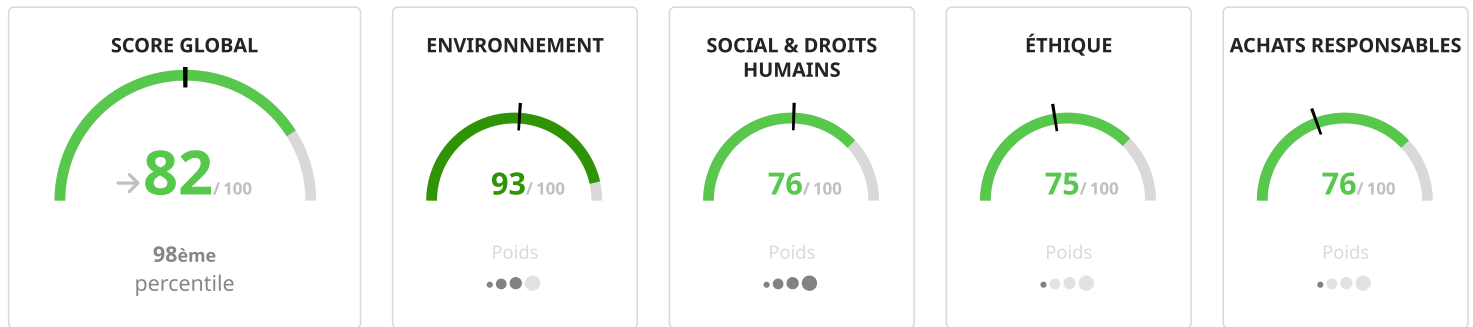 SCORE GLOBAL
82 / 100
98ème
percentile
ENVIRONNEMENT
93 / 100
Poids
SOCIAL & DROITS
HUMAINS
76 / 100
Poids
ÉTHIQUE
75 / 100
Poids
ACHATS RESPONSABLES
76 / 100
Poids